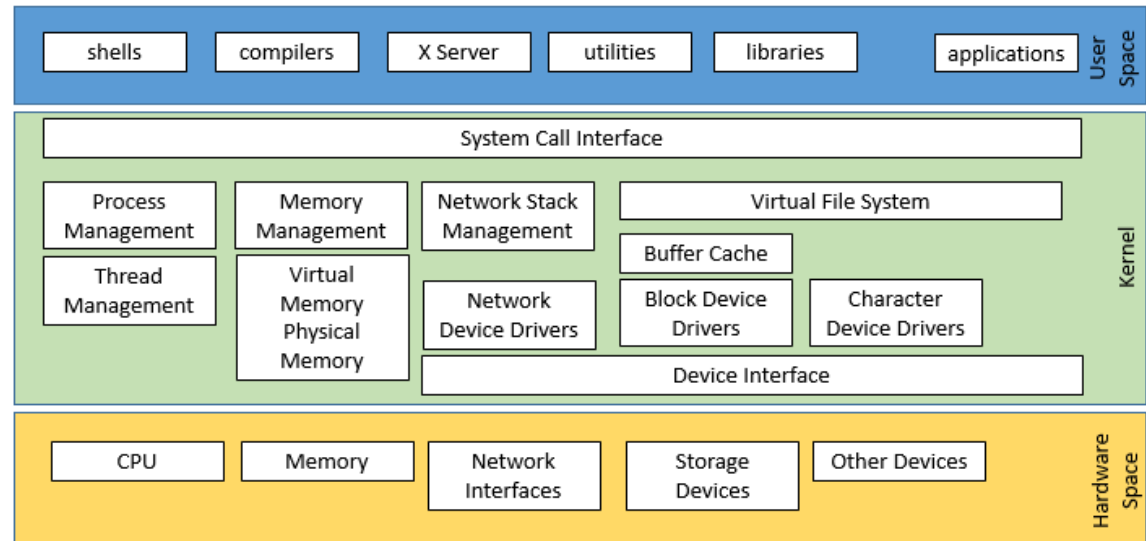 shells
compilers
X Server
utilities
libraries
applications
User
Space
System Call Interface
Process
Management
Memory
Management
Network Stack
Management
Virtual File System
Thread
Management
Virtual
Memory
Physical
Memory
Network
Device Drivers
Buffer Cache
Block Device
Drivers
Character
Device Drivers
Device Interface
Kernel
CPU
Memory
Network
Interfaces
Storage
Devices
Other Devices
Hardware
Space